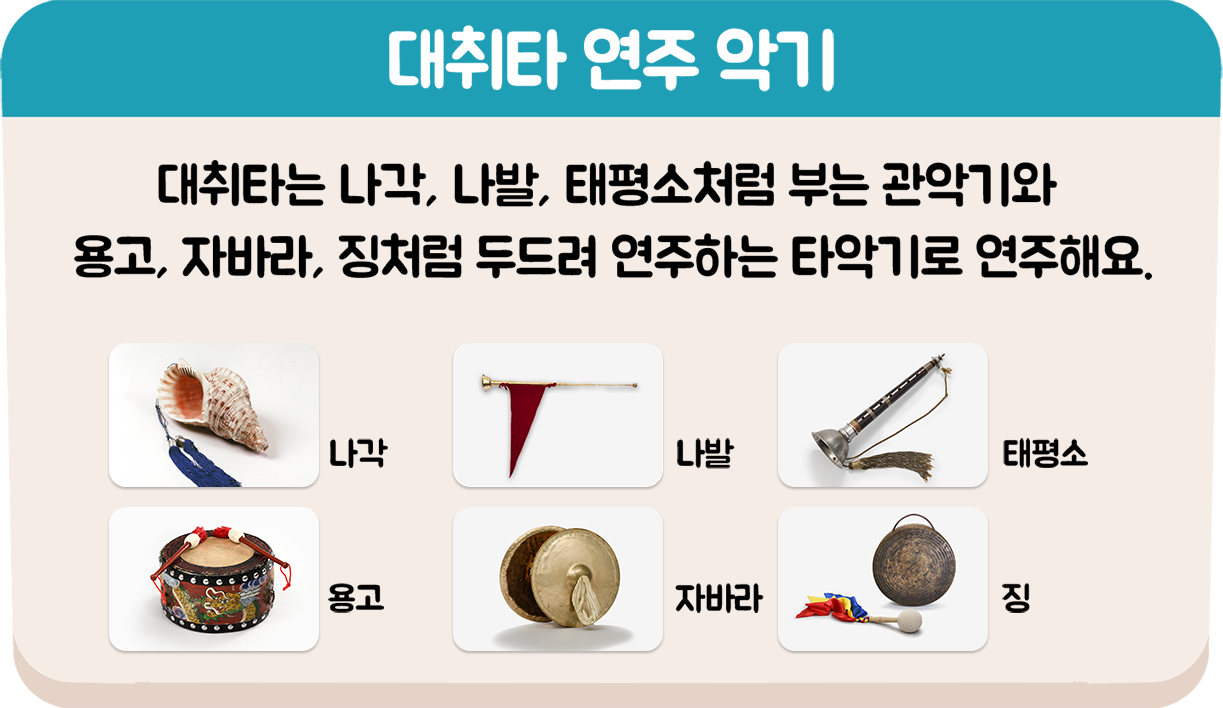 대취타 연주 악기
대취타는 나각, 나발, 태평소처럼 부는 관악기와
용고, 자바라, 징처럼 두드려 연주하는 타악기로 연주해요.
나각
나발
태평소
용고
자바라
징